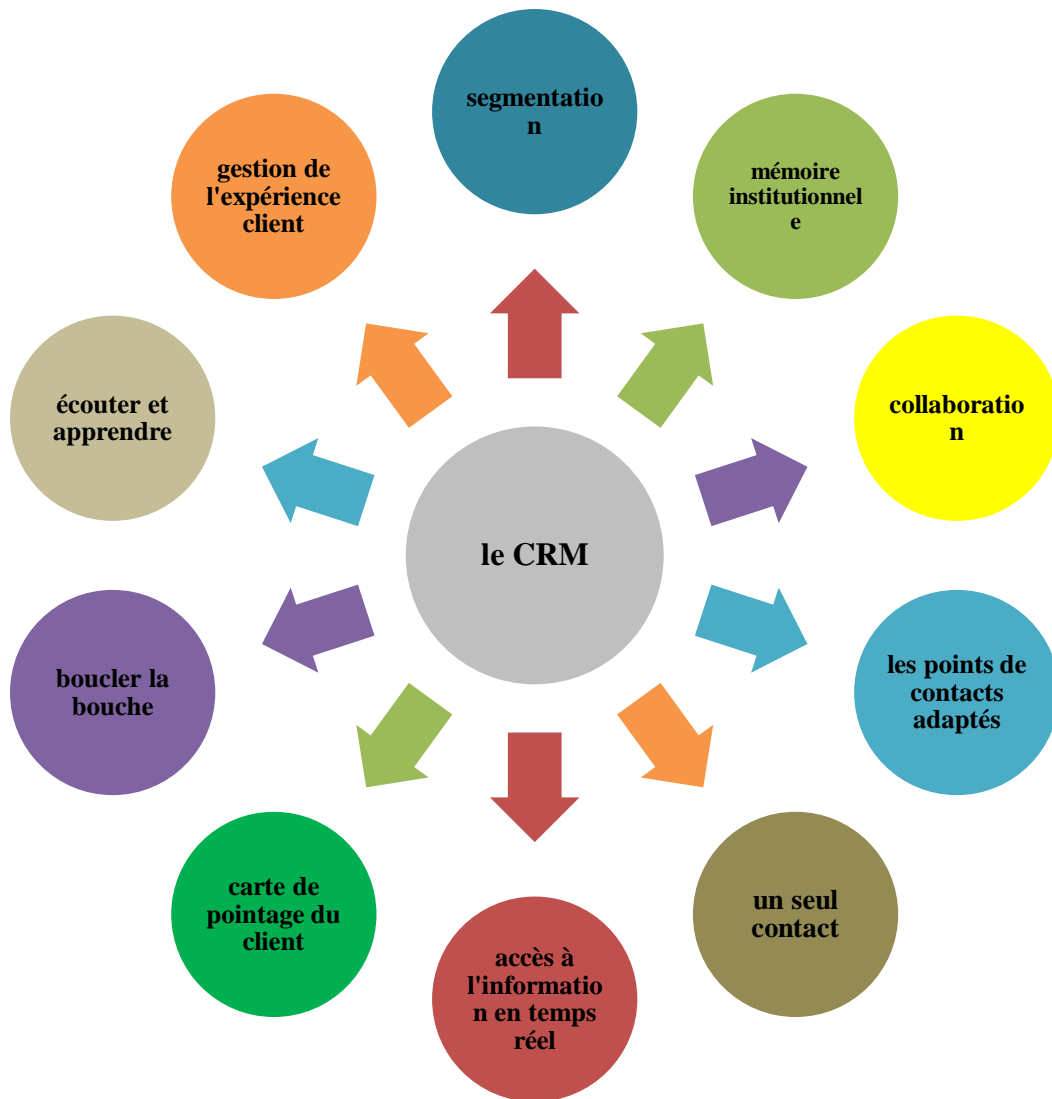 segmentatio
n
mémoire
institutionnel
e
collaboratio
n
les points de
contacts
adaptés
un seul
contact
accès à
l'informatio
n en temps
réel
carte de
pointage du
client
boucler la
bouche
écouter et
apprendre
gestion de
l'expérience
client
le CRM